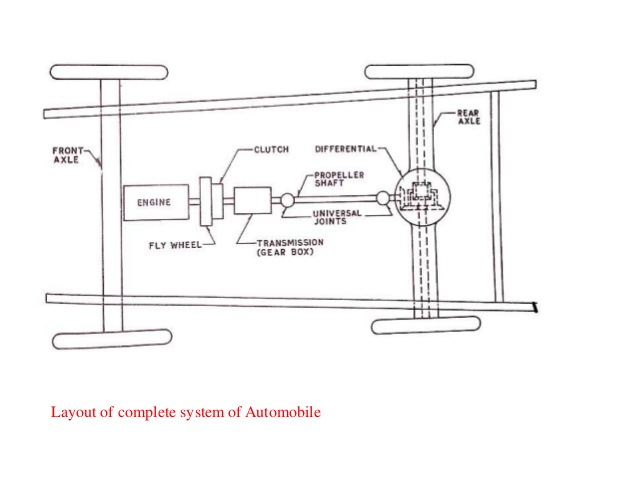 REAR
AXLE
FRONT
AXLE
CLUTCH
DIFFERENTIAL
PROPELLER
SHAFT
ENGINE
UNIVERSAL
JOINTS
FLY WHEEL
TRANSMISSION
(GEAR BOX)
Layout of complete system of Automobile